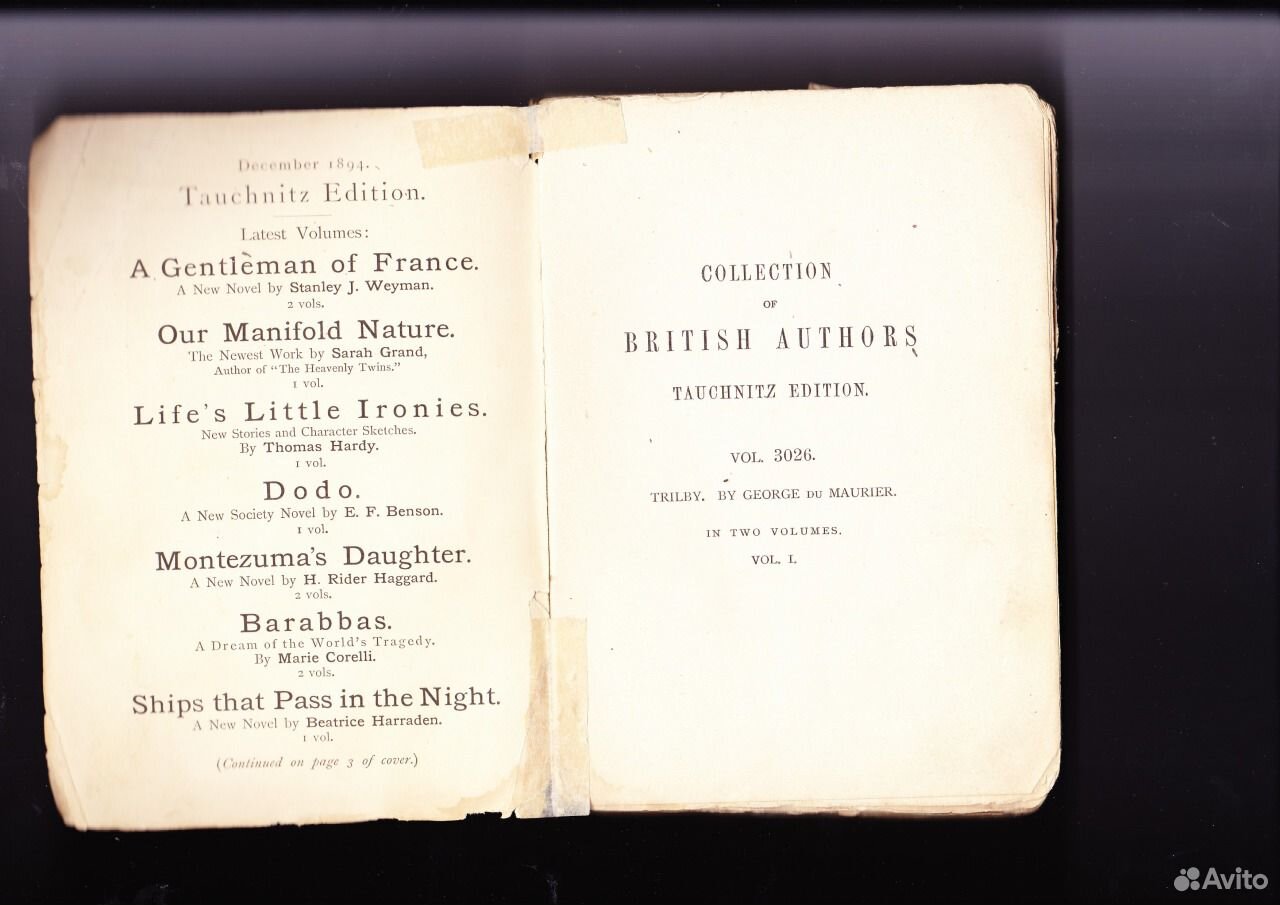 December 1894.
Tauchnitz Edition.
Latest Volumes:
A Gentleman of France.
A New Novel by Stanley J. Weyman.
2 vols.
Our Manifold Nature.
The Newest Work by Sarah Grand,
Author of "The Heavenly Twins."
1 vol.
Life's Little Ironies.
New Stories and Character Sketches.
By Thomas Hardy.
1 vol.
Dodo.
A New Society Novel by E. F. Benson.
1 vol.
Montezuma's Daughter.
A New Novel by H. Rider Haggard.
2 vols.
Barabbas.
A Dream of the World's Tragedy.
By Marie Corelli.
2 vols.
Ships that Pass in the Night.
A New Novel by Beatrice Harraden.
1 vol.
(Continued on page 3 of cover.)
COLLECTION
OF
BRITISH AUTHORS
TAUCHNITZ EDITION.
VOL. 3026.
TRILBY. BY GEORGE DU MAURIER.
IN TWO VOLUMES.
VOL. I.
Avito